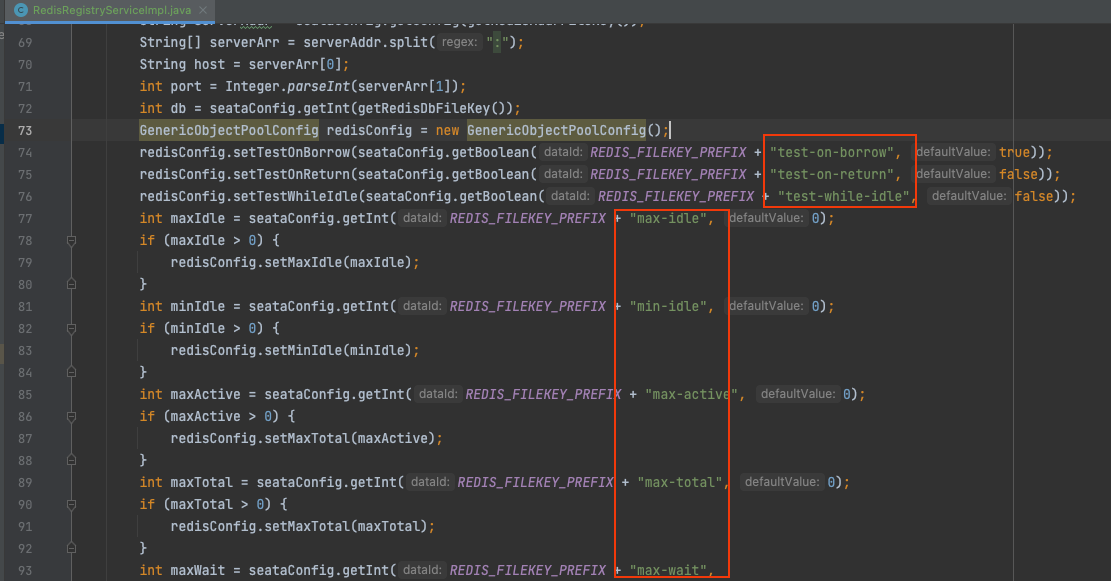 RedisRegistryServiceImpl.java
69 String[] serverArr = serverAddr.split( regex: ":");
70 String host = serverArr[0];
71 int port = Integer.parseInt(serverArr[1]);
72 int db = seataConfig.getInt(getRedisDbFileKey());
73 GenericObjectPoolConfig redisConfig = new GenericObjectPoolConfig();
74 redisConfig.setTestOnBorrow(seataConfig.getBoolean( dataId: REDIS_FILEKEY_PREFIX + "test-on-borrow", defaultValue: true));
75 redisConfig.setTestOnReturn(seataConfig.getBoolean( dataId: REDIS_FILEKEY_PREFIX + "test-on-return", defaultValue: false));
76 redisConfig.setTestWhileIdle(seataConfig.getBoolean( dataId: REDIS_FILEKEY_PREFIX + "test-while-idle", defaultValue: false));
77 int maxIdle = seataConfig.getInt( dataId: REDIS_FILEKEY_PREFIX + "max-idle", defaultValue: 0);
78 if (maxIdle > 0) {
79 redisConfig.setMaxIdle(maxIdle);
80 }
81 int minIdle = seataConfig.getInt( dataId: REDIS_FILEKEY_PREFIX + "min-idle", defaultValue: 0);
82 if (minIdle > 0) {
83 redisConfig.setMinIdle(minIdle);
84 }
85 int maxActive = seataConfig.getInt( dataId: REDIS_FILEKEY_PREFIX + "max-active", defaultValue: 0);
86 if (maxActive > 0) {
87 redisConfig.setMaxTotal(maxActive);
88 }
89 int maxTotal = seataConfig.getInt( dataId: REDIS_FILEKEY_PREFIX + "max-total", defaultValue: 0);
90 if (maxTotal > 0) {
91 redisConfig.setMaxTotal(maxTotal);
92 }
93 int maxWait = seataConfig.getInt( dataId: REDIS_FILEKEY_PREFIX + "max-wait",